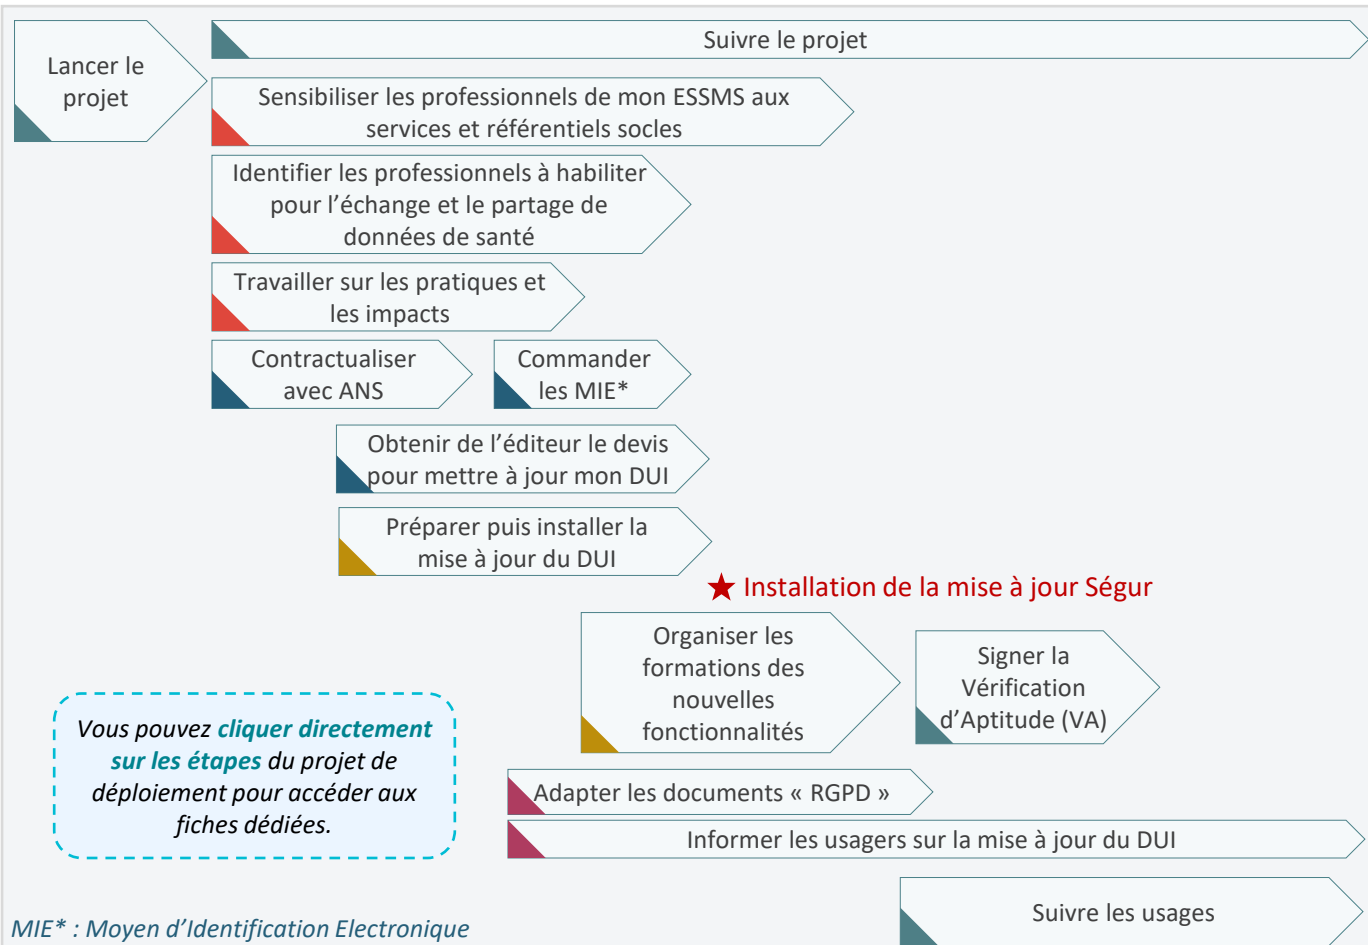 Lancer le
projet
Suivre le projet
Sensibiliser les professionnels de mon ESSMS aux
services et référentiels socles
Identifier les professionnels à habiliter
pour l’échange et le partage de
données de santé
Travailler sur les pratiques et
les impacts
Contractualiser
avec ANS
Commander
les MIE*
Obtenir de l’éditeur le devis
pour mettre à jour mon DUI
Préparer puis installer la
mise à jour du DUI
Installation de la mise à jour Ségur
Organiser les
formations des
nouvelles
fonctionnalités
Signer la
Vérification
d’Aptitude (VA)
Vous pouvez cliquer directement
sur les étapes du projet de
déploiement pour accéder aux
fiches dédiées.
Adapter les documents « RGPD »
Informer les usagers sur la mise à jour du DUI
Suivre les usages
MIE* : Moyen d’Identification Electronique